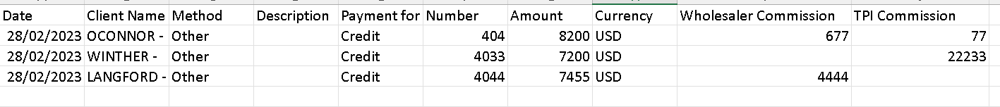 Date Client Name Method Description Payment for Number Amount Currency Wholesaler Commission TPI Commission
28/02/2023 OCONNOR - Other Credit 404 8200 USD 677 77
28/02/2023 WINTHER - Other Credit 4033 7200 USD 22233
28/02/2023 LANGFORD - Other Credit 4044 7455 USD 4444